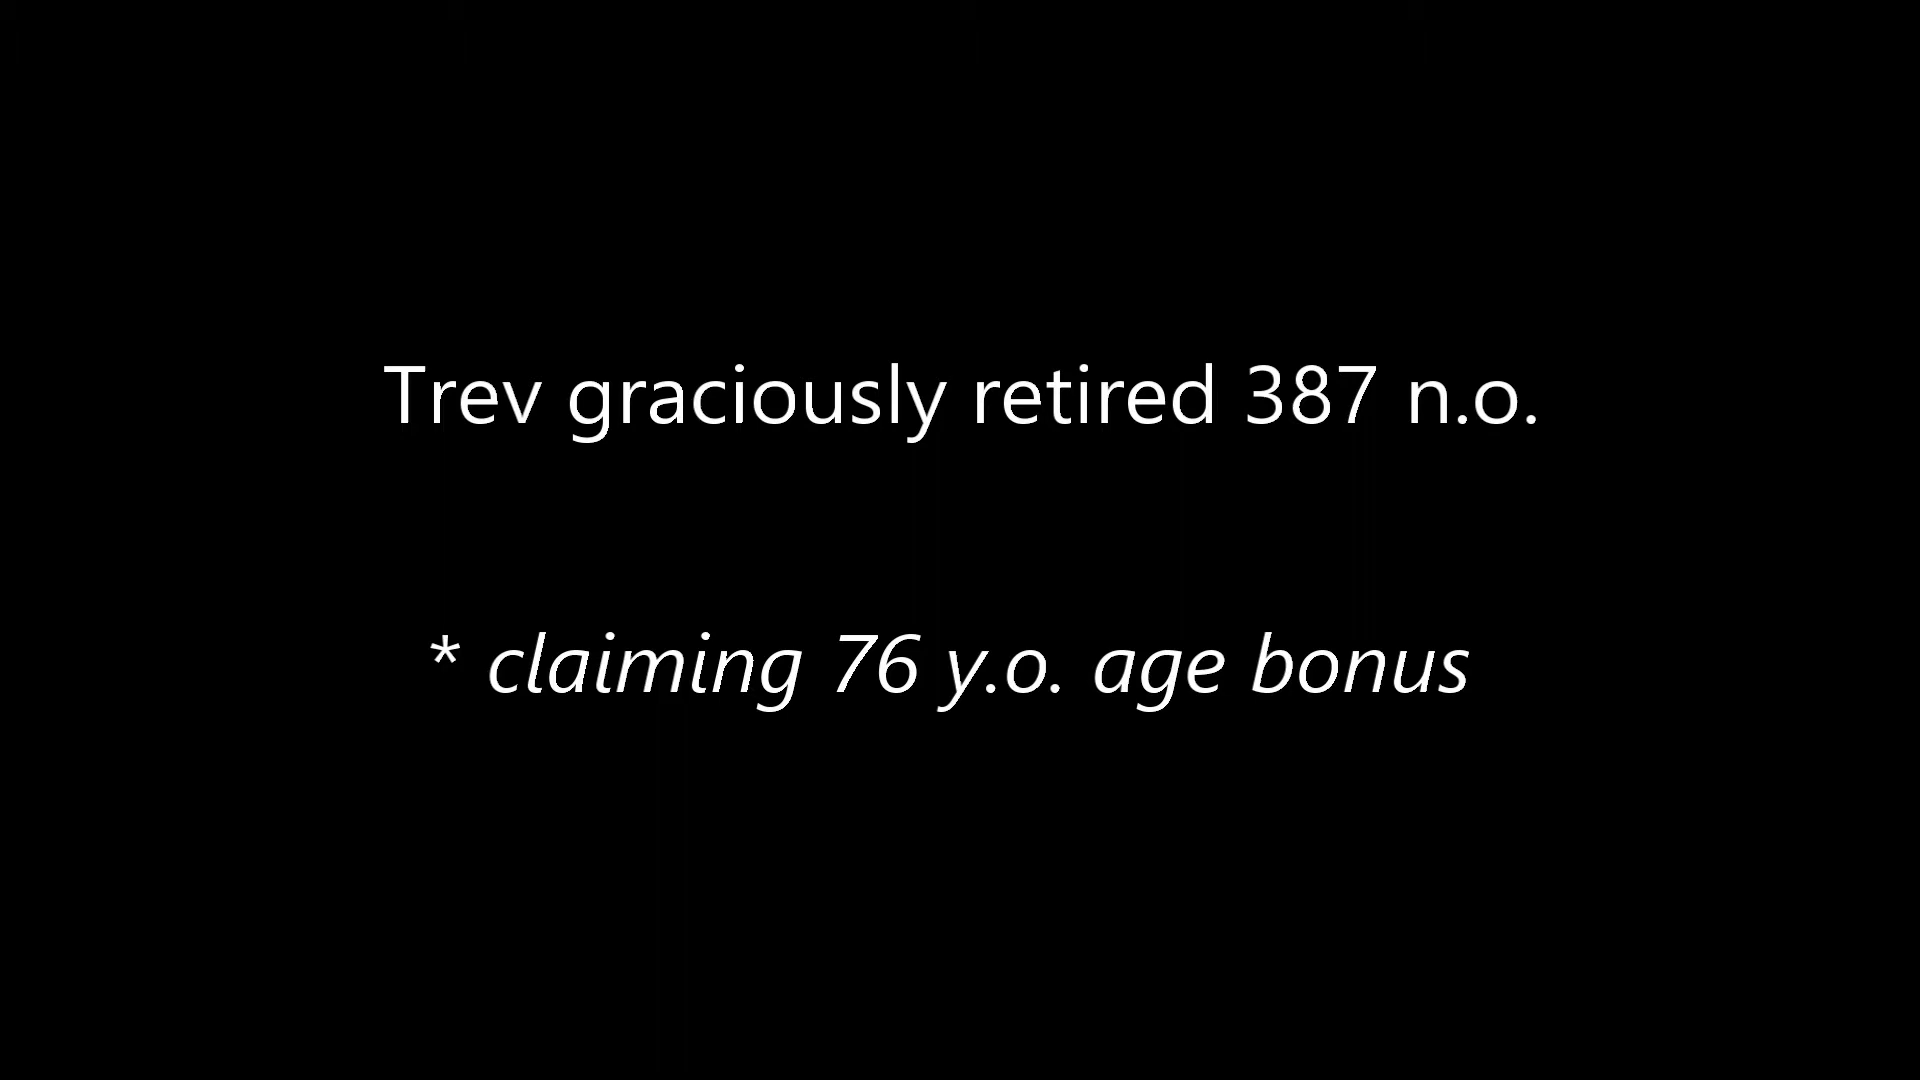 Trev graciously retired 387 n.o.
* claiming 76 y.o. age bonus